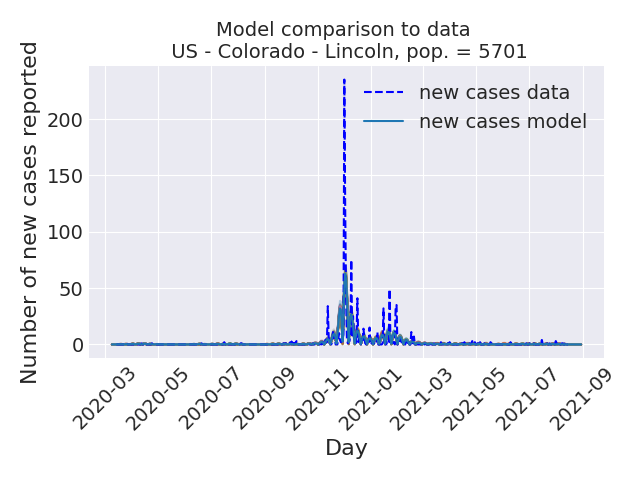 Model comparison to data
US - Colorado - Lincoln, pop. = 5701
Number of new cases reported
200
150
100
50
0
new cases data
new cases model
2020-03
2020-05
2020-07
2020-09
2020-11
2021-01
2021-03
2021-05
2021-07
2021-09
Day